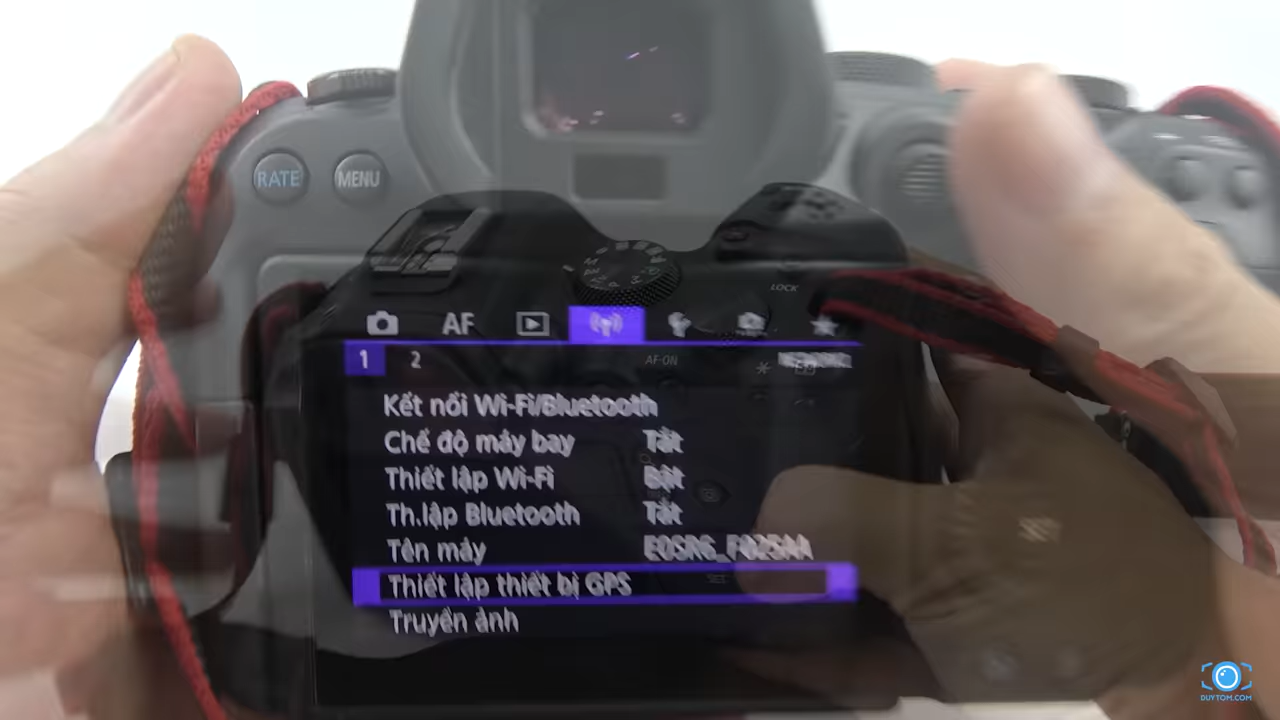 RATE
MENU
LOCK
AF
1 2
AF-ON
Kết nối Wi-Fi/Bluetooth
Chế độ máy bay Tắt
Thiết lập Wi-Fi Bật
Th.lập Bluetooth Tắt
Tên máy
Thiết lập thiết bị GPS
SET
Truyền ảnh
DUYTOM.COM